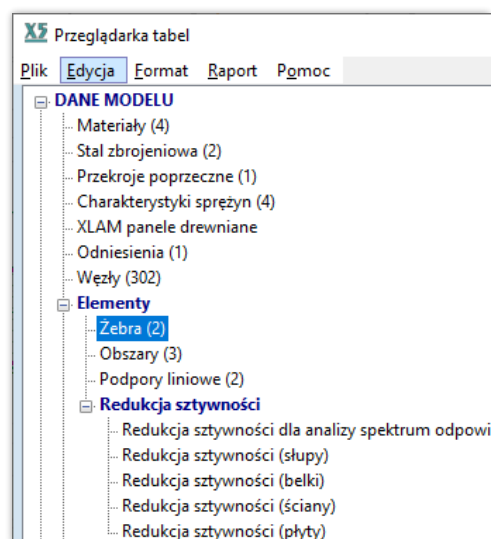 X5 Przeglądarka tabel
Plik Edycja Format Raport Pomoc
DANE MODELU
Materiały (4)
Stal zbrojeniowa (2)
Przekroje poprzeczne (1)
Charakterystyki sprężyn (4)
XLAM panele drewniane
Odniesienia (1)
Węzły (302)
Elementy
Żebra (2)
Obszary (3)
Podpory liniowe (2)
Redukcja sztywności
Redukcja sztywności dla analizy spektrum odpowi
Redukcja sztywności (słupy)
Redukcja sztywności (belki)
Redukcja sztywności (ściany)
Redukcja sztywności (płyty)